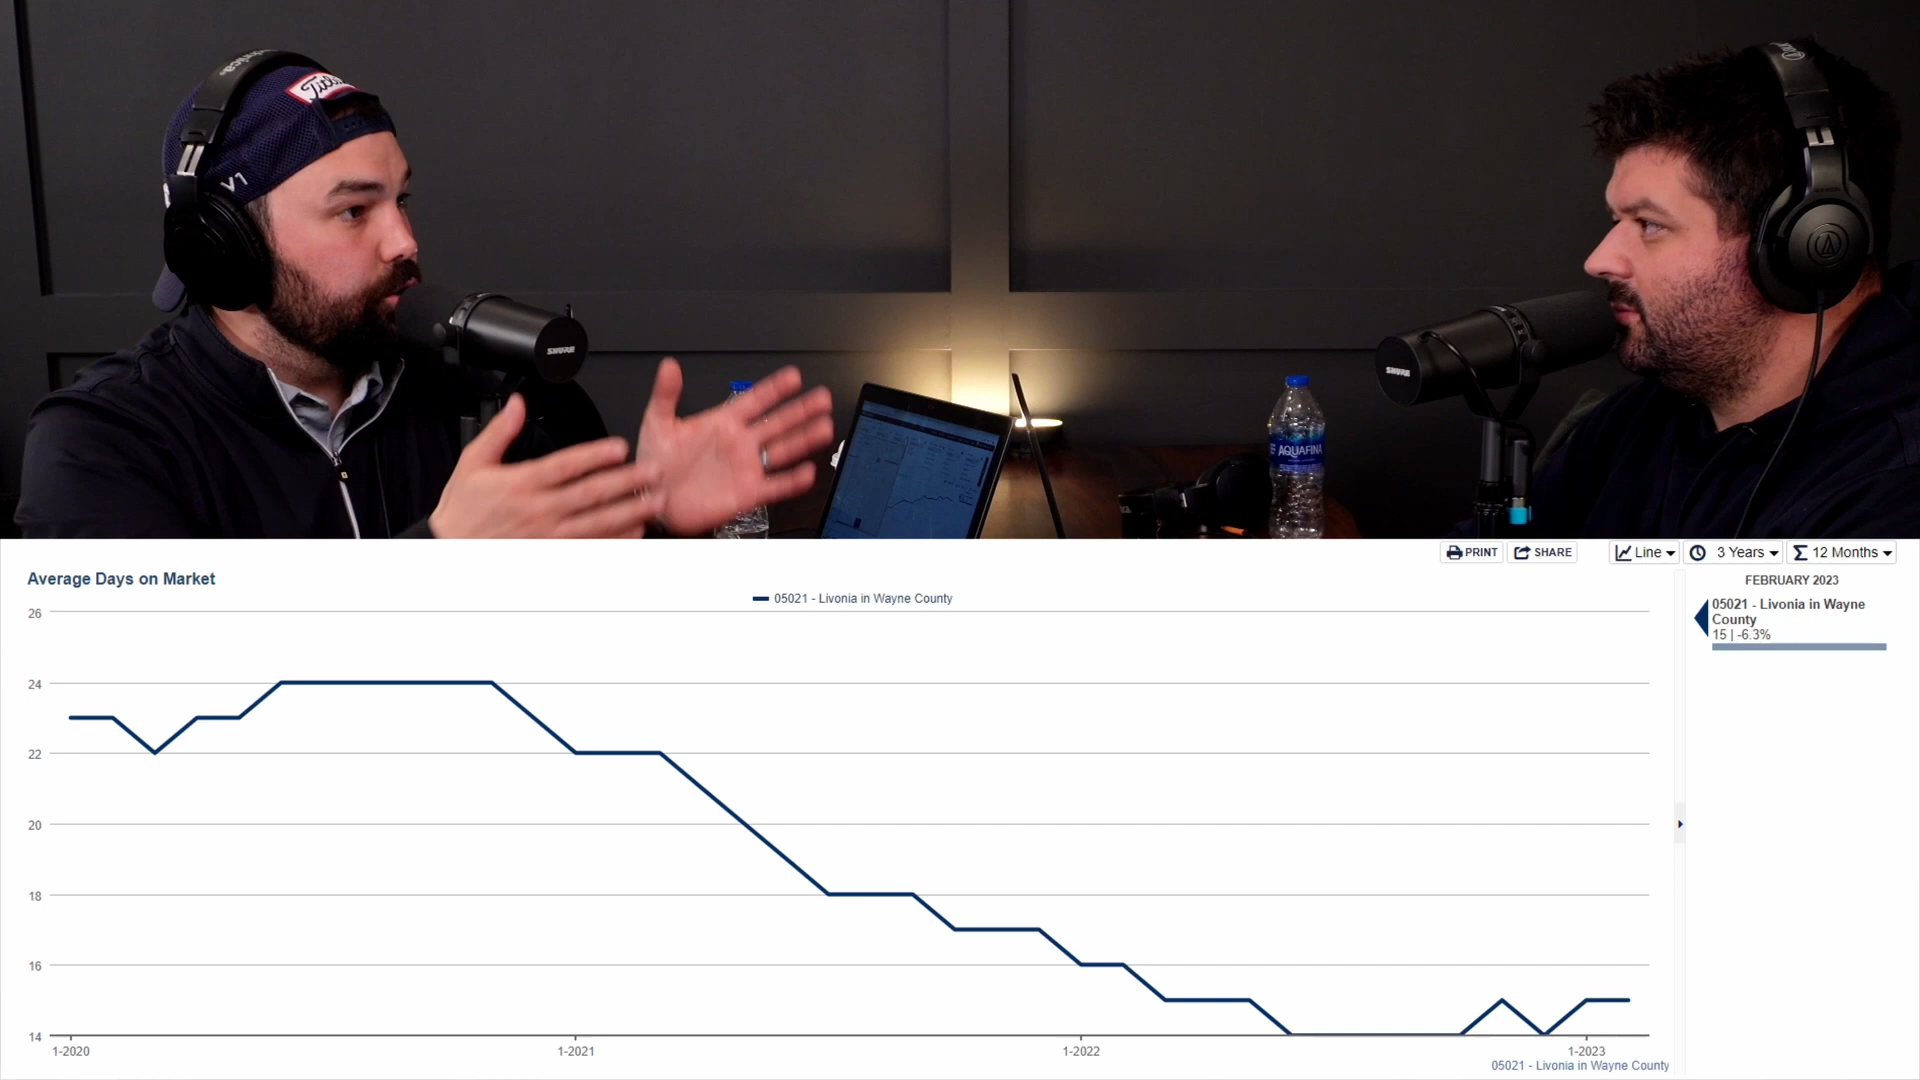 Titleist
V1
SHURE
SHURE
AQUAFINA
PRINT
SHARE
Line
3 Years
12 Months
Average Days on Market
05021 - Livonia in Wayne County
FEBRUARY 2023
05021 - Livonia in Wayne
County
15 | -6.3%
26
24
22
20
18
16
14
1-2020
1-2021
1-2022
1-2023
05021 - Livonia in Wayne County